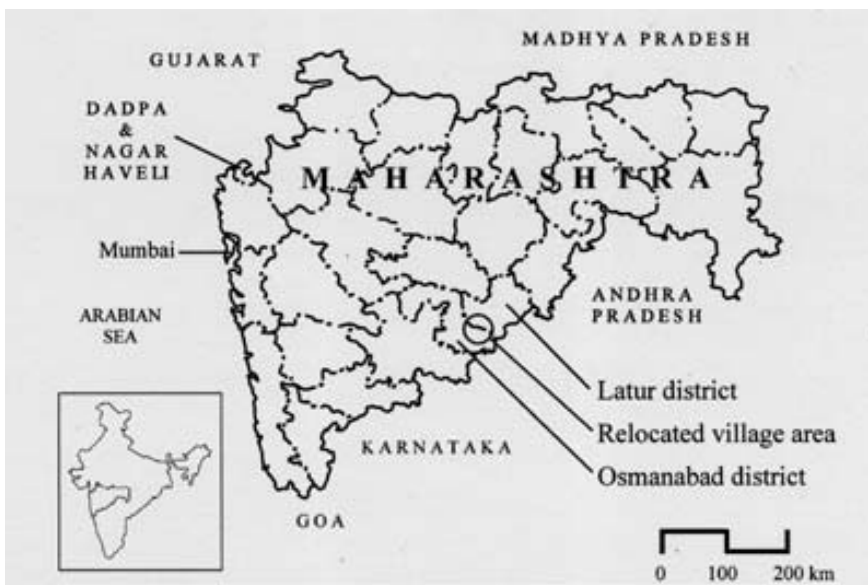 MADHYA PRADESH
GUJARAT
DADPA
&
NAGAR
HAVELI
MAHARASHTRA
Mumbai
ARABIAN
SEA
ANDHRA
PRADESH
Latur district
Relocated village area
KARNATAKA
Osmanabad district
GOA
0 100 200 km